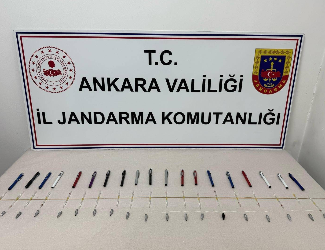 T.C.
ANKARA VALİLİĞİ
İL JANDARMA KOMUTANLIĞI